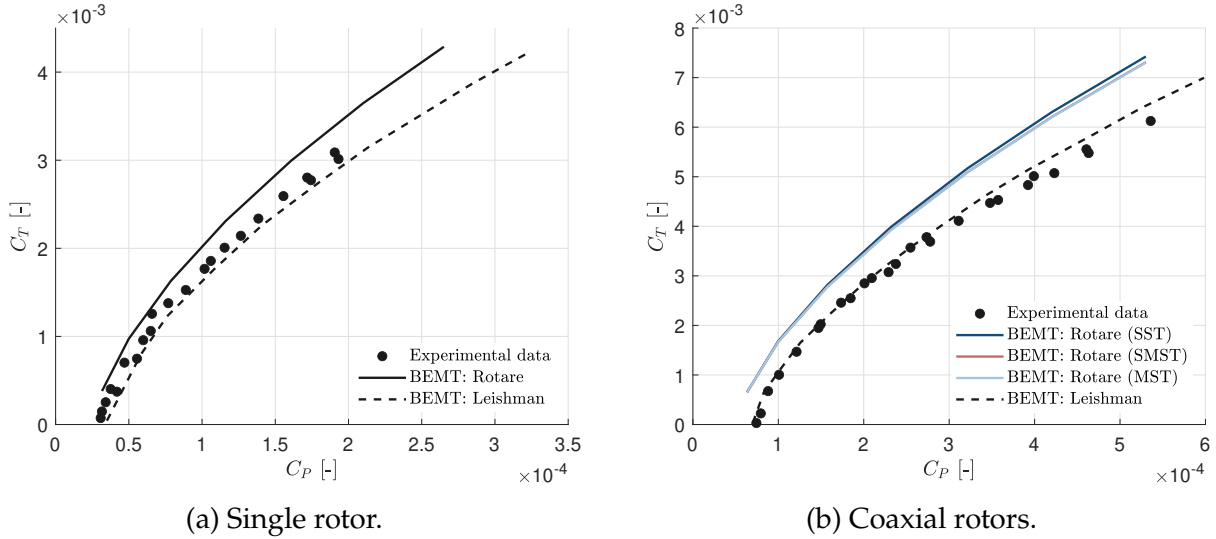 ×10⁻³
4
3
2
1
0
C_T [-]
Experimental data
BEMT: Rotare
BEMT: Leishman
0 0.5 1 1.5 2 2.5 3 3.5
C_P [-]
×10⁻⁴
(a) Single rotor.
×10⁻³
8
7
6
5
4
3
2
1
0
C_T [-]
Experimental data
BEMT: Rotare (SST)
BEMT: Rotare (SMST)
BEMT: Rotare (MST)
BEMT: Leishman
0 1 2 3 4 5 6
C_P [-]
×10⁻⁴
(b) Coaxial rotors.